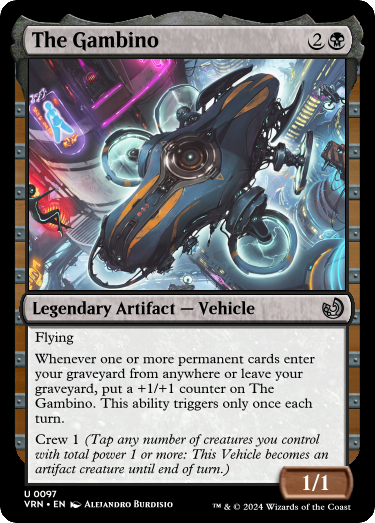 The Gambino 2
Legendary Artifact — Vehicle
Flying
Whenever one or more permanent cards enter
your graveyard from anywhere or leave your
graveyard, put a +1/+1 counter on The
Gambino. This ability triggers only once each
turn.
Crew 1 (Tap any number of creatures you control
with total power 1 or more: This Vehicle becomes an
artifact creature until end of turn.)
1/1
U 0097
VRN • EN Alejandro Burdisio
™ & © 2024 Wizards of the Coast